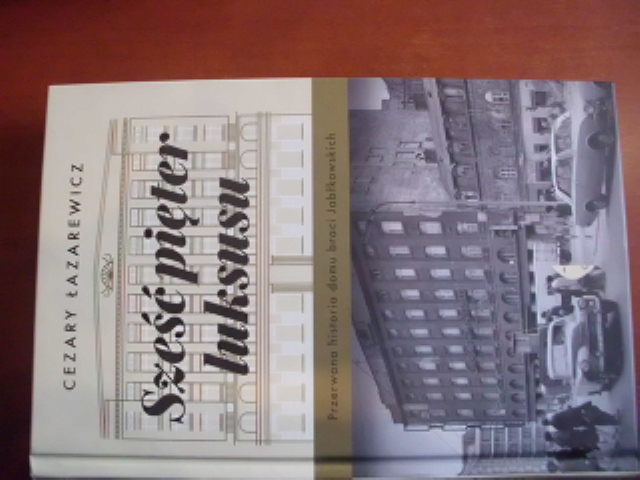 CEZARY ŁAZAREWICZ
Sześć pięter
luksusu
Przerwana historia domu braci Jabłkowskich